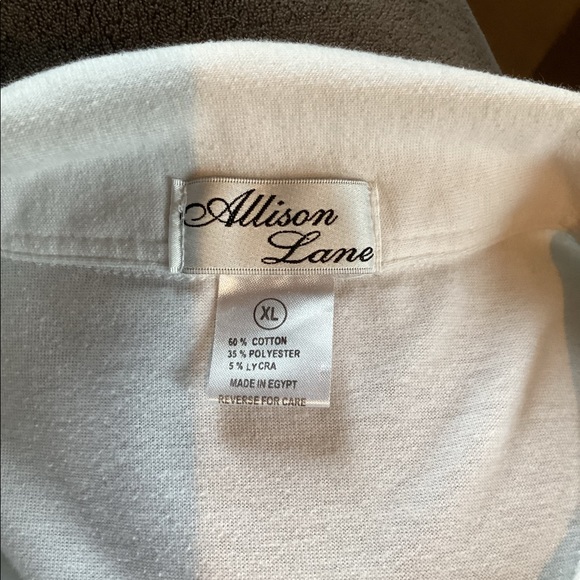 Allison
Lane
XL
60 % COTTON
35 % POLYESTER
5 % LYCRA
MADE IN EGYPT
REVERSE FOR CARE